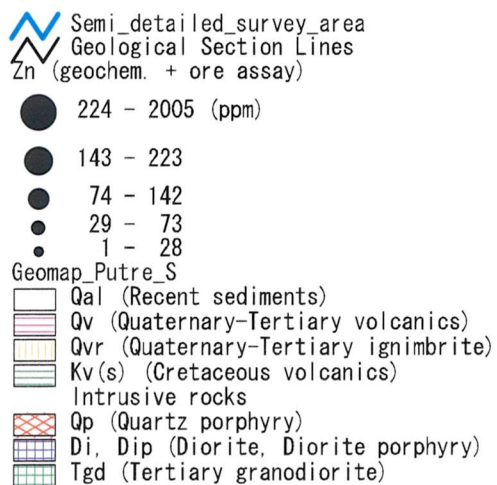 Semi_detailed_survey_area
Geological Section Lines
Zn (geochem. + ore assay)
224 - 2005 (ppm)
143 - 223
74 - 142
29 - 73
1 - 28
Geomap_Putre_S
Qal (Recent sediments)
Qv (Quaternary-Tertiary volcanics)
Qvr (Quaternary-Tertiary ignimbrite)
Kv(s) (Cretaceous volcanics)
Intrusive rocks
Qp (Quartz porphyry)
Di, Dip (Diorite, Diorite porphyry)
Tgd (Tertiary granodiorite)